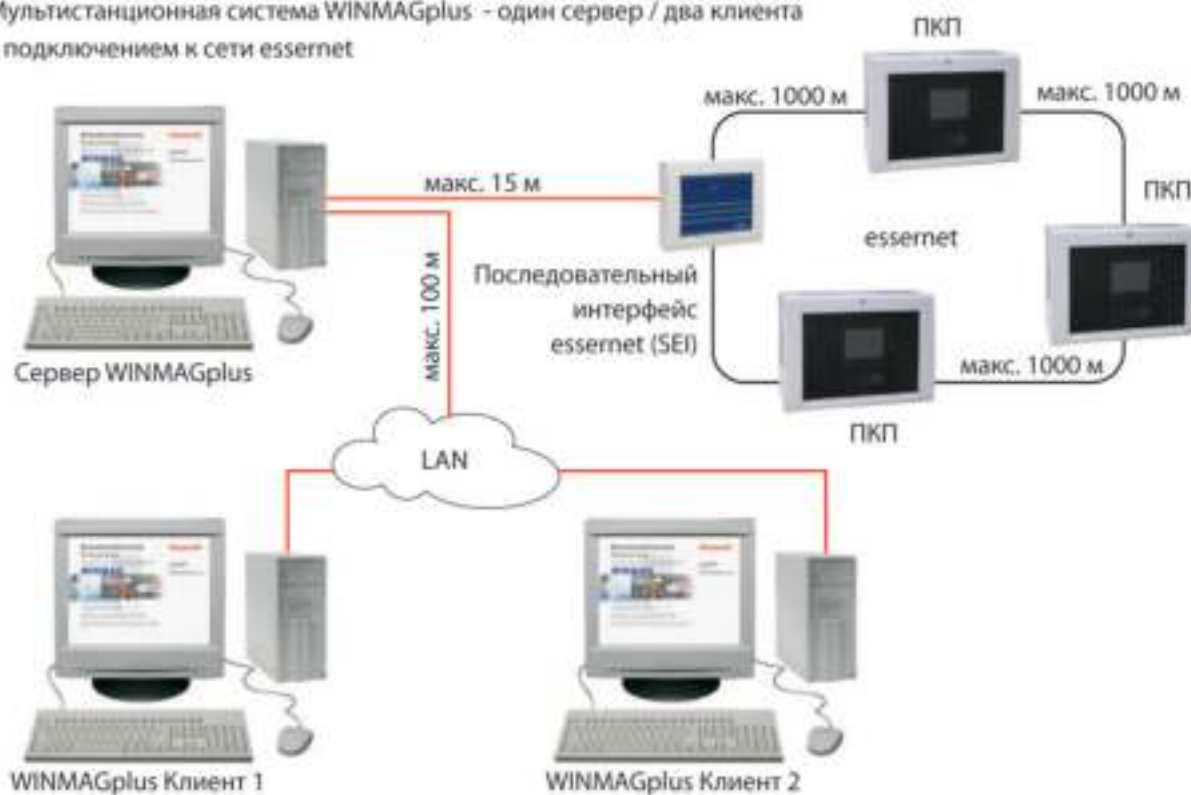 Мультистанционная система WINMAGplus - один сервер / два клиента
подключением к сети essernet
ПКП
макс. 1000 м
макс. 1000 м
макс. 15 м
ПКП
essernet
макс. 100 м
Последовательный
интерфейс
essernet (SEI)
Сервер WINMAGplus
макс. 1000 м
ПКП
LAN
WINMAGplus Клиент 1
WINMAGplus Клиент 2